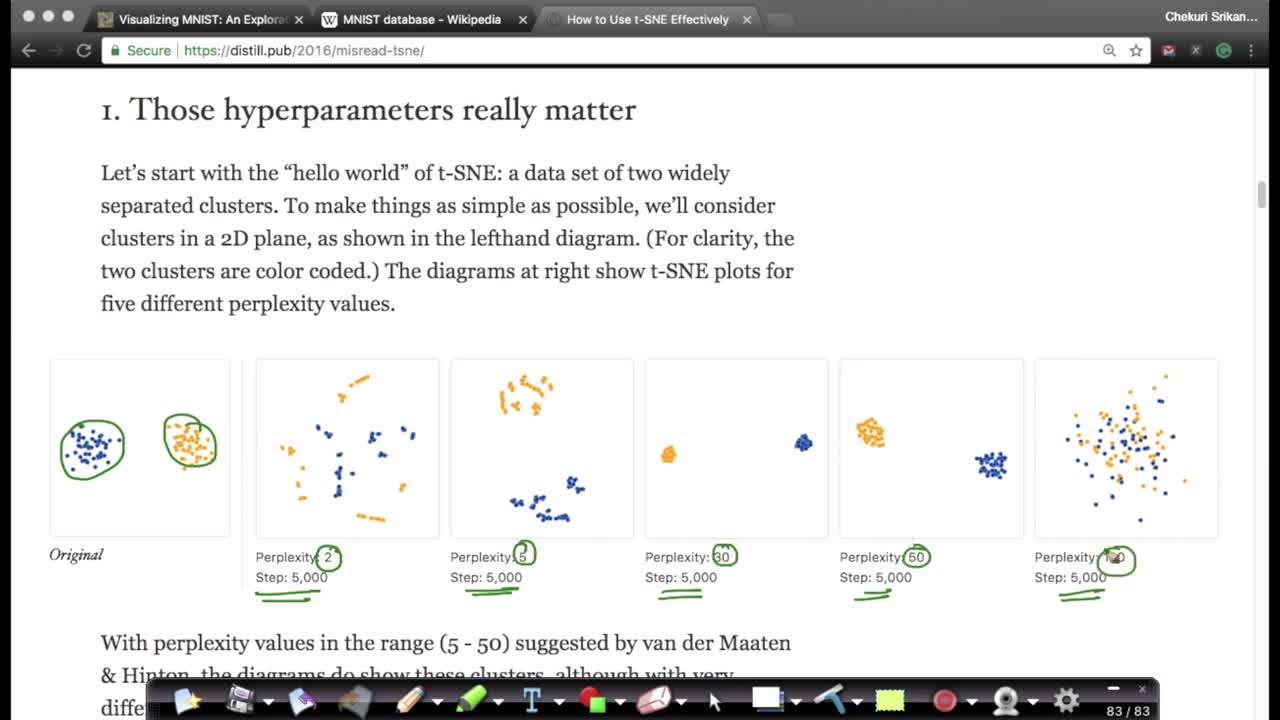 Visualizing MNIST: An Explorat
MNIST database - Wikipedia
How to Use t-SNE Effectively
Chekuri Srikan...
Secure
https://distill.pub/2016/misread-tsne/
1. Those hyperparameters really matter
Let's start with the “hello world” of t-SNE: a data set of two widely
separated clusters. To make things as simple as possible, we'll consider
clusters in a 2D plane, as shown in the lefthand diagram. (For clarity, the
two clusters are color coded.) The diagrams at right show t-SNE plots for
five different perplexity values.
Original
Perplexity: 2
Step: 5,000
Perplexity: 5
Step: 5,000
Perplexity: 30
Step: 5,000
Perplexity: 50
Step: 5,000
Perplexity:
Step: 5,000
With perplexity values in the range (5 - 50) suggested by van der Maaten
& Hinton, the diagrams do show these clusters, although with very
diffe
83 / 83